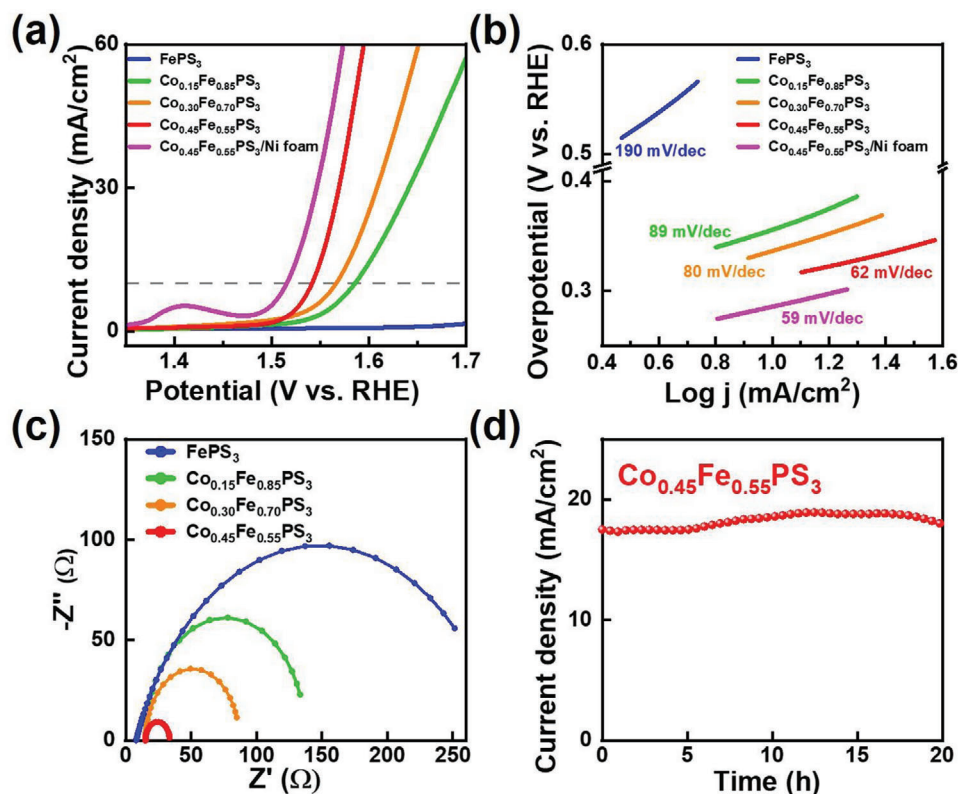 (a)
60
30
0
Current density (mA/cm²)
FePS₃
Co₀.₁₅Fe₀.₈₅PS₃
Co₀.₃₀Fe₀.₇₀PS₃
Co₀.₄₅Fe₀.₅₅PS₃
Co₀.₄₅Fe₀.₅₅PS₃/Ni foam
1.4 1.5 1.6 1.7
Potential (V vs. RHE)
(b)
0.6
0.5
0.4
0.3
Overpotential (V vs. RHE)
FePS₃
Co₀.₁₅Fe₀.₈₅PS₃
Co₀.₃₀Fe₀.₇₀PS₃
Co₀.₄₅Fe₀.₅₅PS₃
Co₀.₄₅Fe₀.₅₅PS₃/Ni foam
190 mV/dec
89 mV/dec
80 mV/dec
62 mV/dec
59 mV/dec
0.4 0.8 1.2 1.6
Log j (mA/cm²)
(c)
150
100
50
0
-Z'' (Ω)
FePS₃
Co₀.₁₅Fe₀.₈₅PS₃
Co₀.₃₀Fe₀.₇₀PS₃
Co₀.₄₅Fe₀.₅₅PS₃
0 50 100 150 200 250
Z' (Ω)
(d)
27
18
9
0
Current density (mA/cm²)
Co₀.₄₅Fe₀.₅₅PS₃
0 5 10 15 20
Time (h)